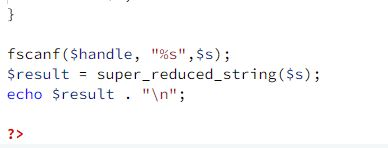 }
fscanf($handle, "%s",$s);
$result = super_reduced_string($s);
echo $result . "\n";
?>